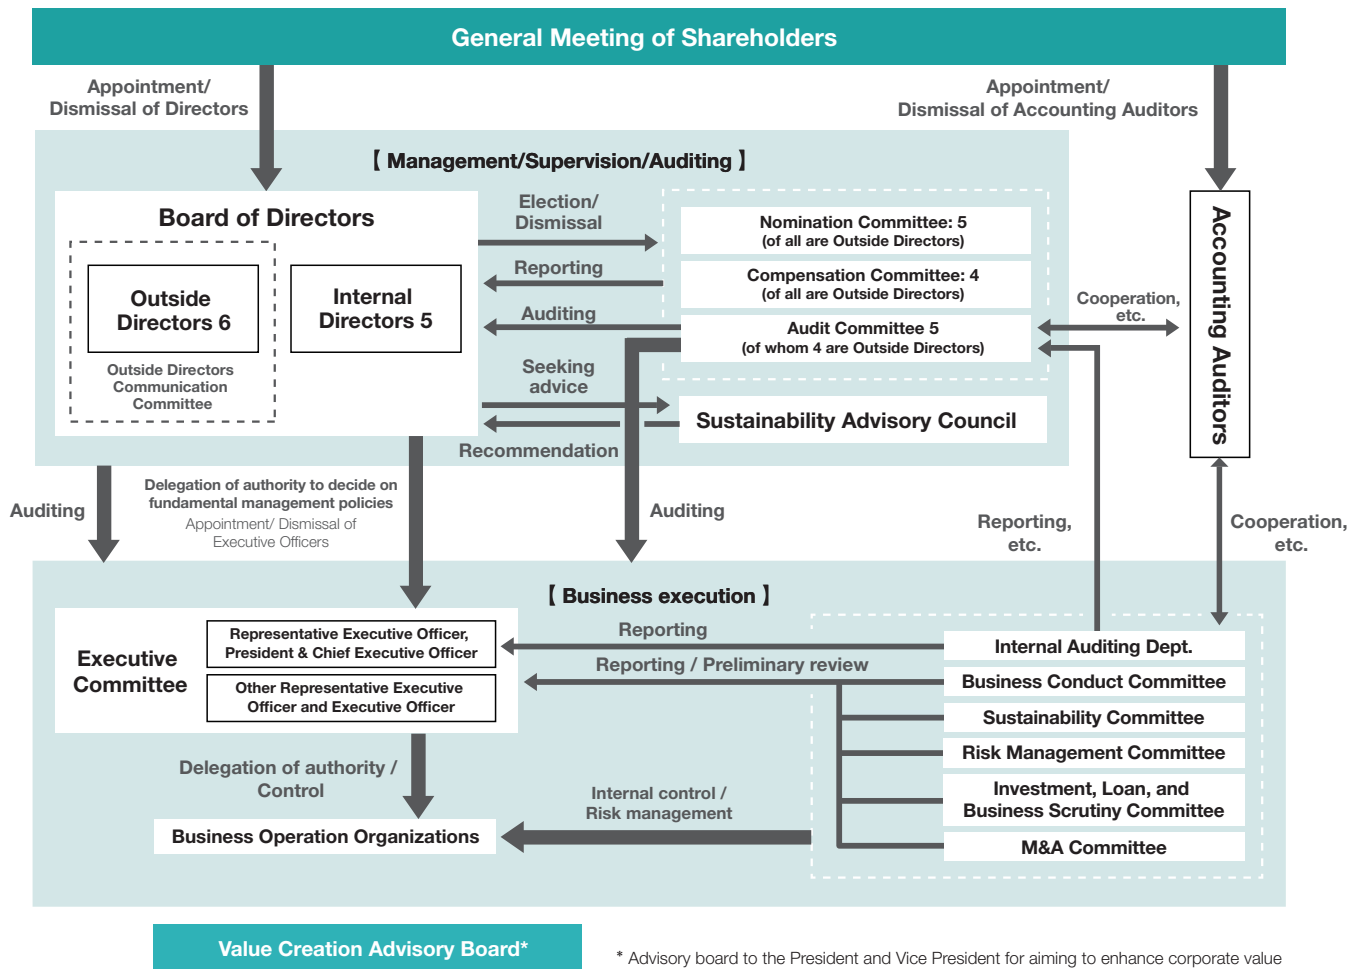 General Meeting of Shareholders
Appointment/
Dismissal of Directors
Appointment/
Dismissal of Accounting Auditors
【 Management/Supervision/Auditing 】
Board of Directors
Outside
Directors 6
Internal
Directors 5
Outside Directors
Communication
Committee
Election/
Dismissal
Reporting
Auditing
Seeking
advice
Recommendation
Nomination Committee: 5
(of all are Outside Directors)
Compensation Committee: 4
(of all are Outside Directors)
Audit Committee 5
(of whom 4 are Outside Directors)
Sustainability Advisory Council
Cooperation,
etc.
Accounting Auditors
Auditing
Delegation of authority to decide on
fundamental management policies
Appointment/ Dismissal of
Executive Officers
Auditing
Reporting,
etc.
Cooperation,
etc.
【 Business execution 】
Executive
Committee
Representative Executive Officer,
President & Chief Executive Officer
Other Representative Executive
Officer and Executive Officer
Reporting
Reporting / Preliminary review
Internal Auditing Dept.
Business Conduct Committee
Sustainability Committee
Risk Management Committee
Investment, Loan, and
Business Scrutiny Committee
M&A Committee
Delegation of authority /
Control
Internal control /
Risk management
Business Operation Organizations
Value Creation Advisory Board*
* Advisory board to the President and Vice President for aiming to enhance corporate value